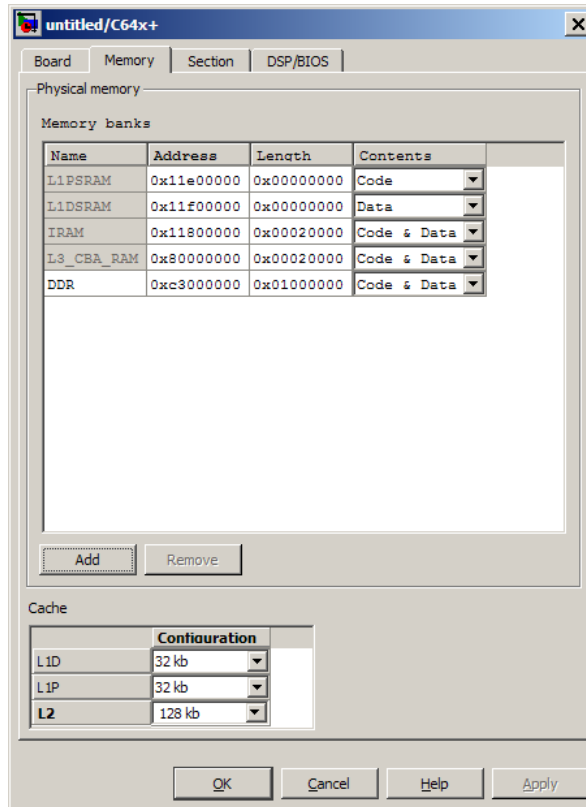 untitled/C64x+
Board Memory Section DSP/BIOS
Physical memory
Memory banks
Name Address Length Contents
L1PSRAM 0x11e00000 0x00000000 Code
L1DSRAM 0x11f00000 0x00000000 Data
IRAM 0x11800000 0x00020000 Code & Data
L3_CBA_RAM 0x80000000 0x00020000 Code & Data
DDR 0xc3000000 0x01000000 Code & Data
Add Remove
Cache
Configuration
L1D 32 kb
L1P 32 kb
L2 128 kb
OK Cancel Help Apply